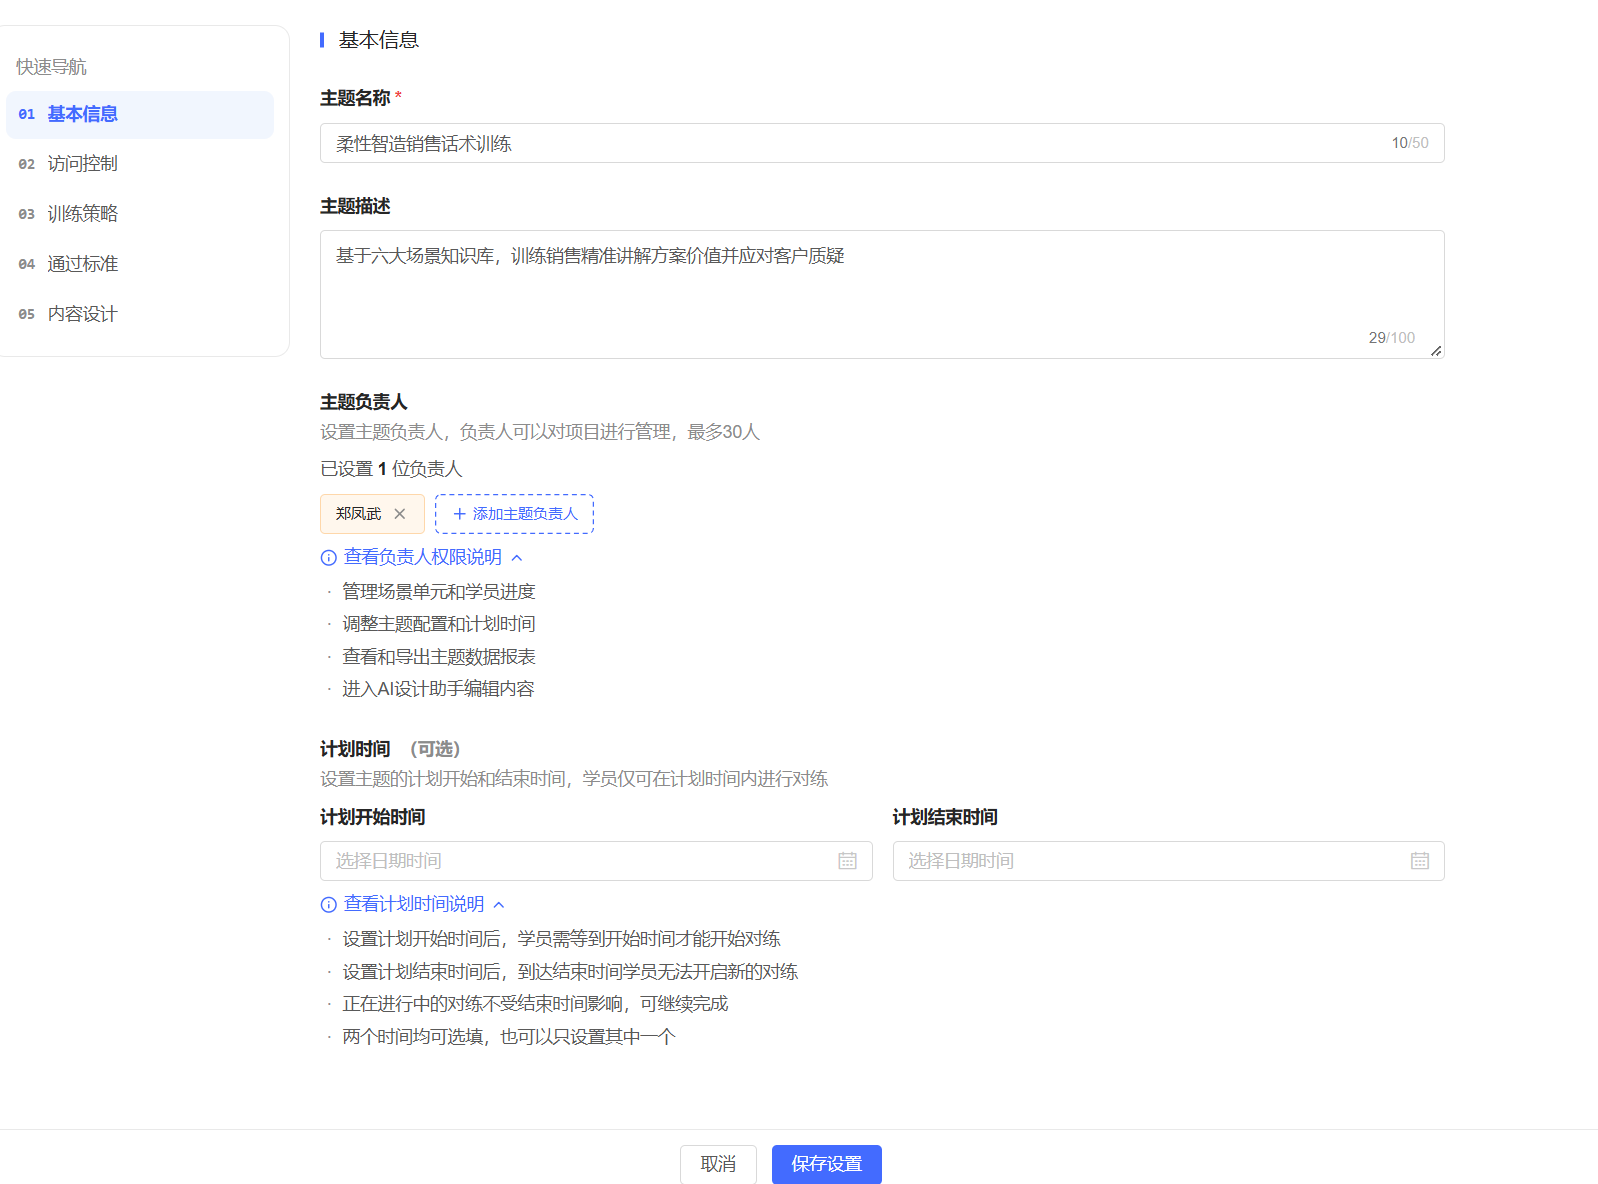 快速导航
01 基本信息
02 访问控制
03 训练策略
04 通过标准
05 内容设计
基本信息
主题名称 *
柔性智造销售话术训练
10/50
主题描述
基于六大场景知识库，训练销售精准讲解方案价值并应对客户质疑
29/100
主题负责人
设置主题负责人，负责人可以对项目进行管理，最多30人
已设置 1 位负责人
郑凤武 × + 添加主题负责人
查看负责人权限说明
· 管理场景单元和学员进度
· 调整主题配置和计划时间
· 查看和导出主题数据报表
· 进入AI设计助手编辑内容
计划时间 （可选）
设置主题的计划开始和结束时间，学员仅可在计划时间内进行对练
计划开始时间 计划结束时间
选择日期时间 选择日期时间
查看计划时间说明
· 设置计划开始时间后，学员需等到开始时间才能开始对练
· 设置计划结束时间后，到达结束时间学员无法开启新的对练
· 正在进行中的对练不受结束时间影响，可继续完成
· 两个时间均可选填，也可以只设置其中一个
取消 保存设置